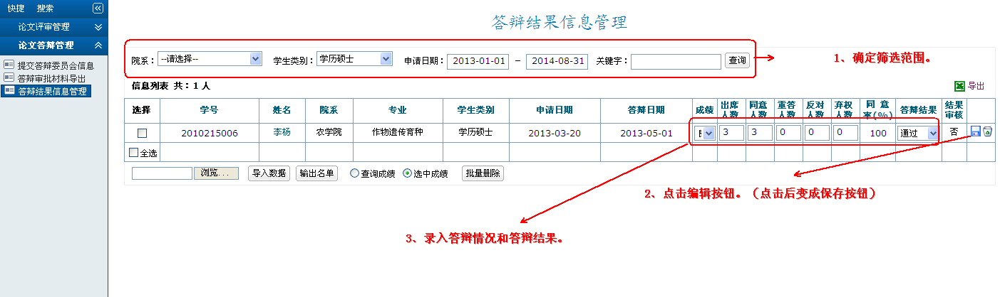 快捷 搜索
论文评审管理
论文答辩管理
提交答辩委员会信息
答辩审批材料导出
答辩结果信息管理
答辩结果信息管理
院系： --请选择-- 学生类别： 学历硕士 申请日期： 2013-01-01 － 2014-08-31 关键字： 查询
1、确定筛选范围。
信息列表 共：1 人
导出
选择 学号 姓名 院系 专业 学生类别 申请日期 答辩日期 成绩 出席人数 同意人数 重答人数 反对人数 弃权人数 同 意率(%) 答辩结果 结果审核
2010215006 李杨 农学院 作物遗传育种 学历硕士 2013-03-20 2013-05-01 3 3 0 0 0 100 通过 否
全选
浏览... 导入数据 输出名单 查询成绩 选中成绩 批量删除
2、点击编辑按钮。（点击后变成保存按钮）
3、录入答辩情况和答辩结果。